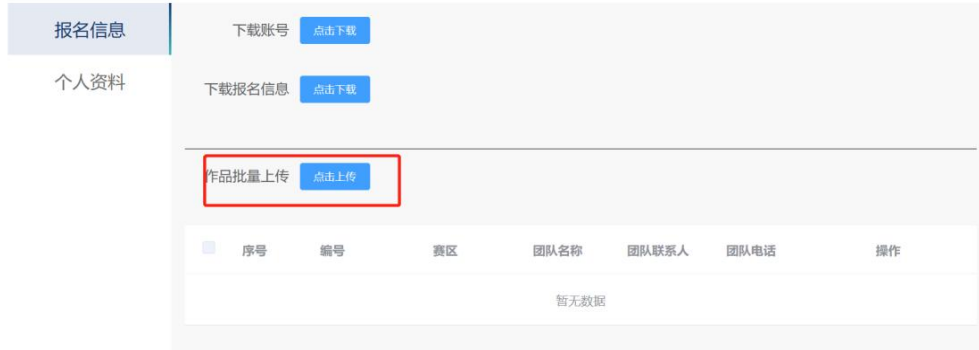 报名信息
个人资料
下载账号 点击下载
下载报名信息 点击下载
作品批量上传 点击上传
序号 编号 赛区 团队名称 团队联系人 团队电话 操作
暂无数据